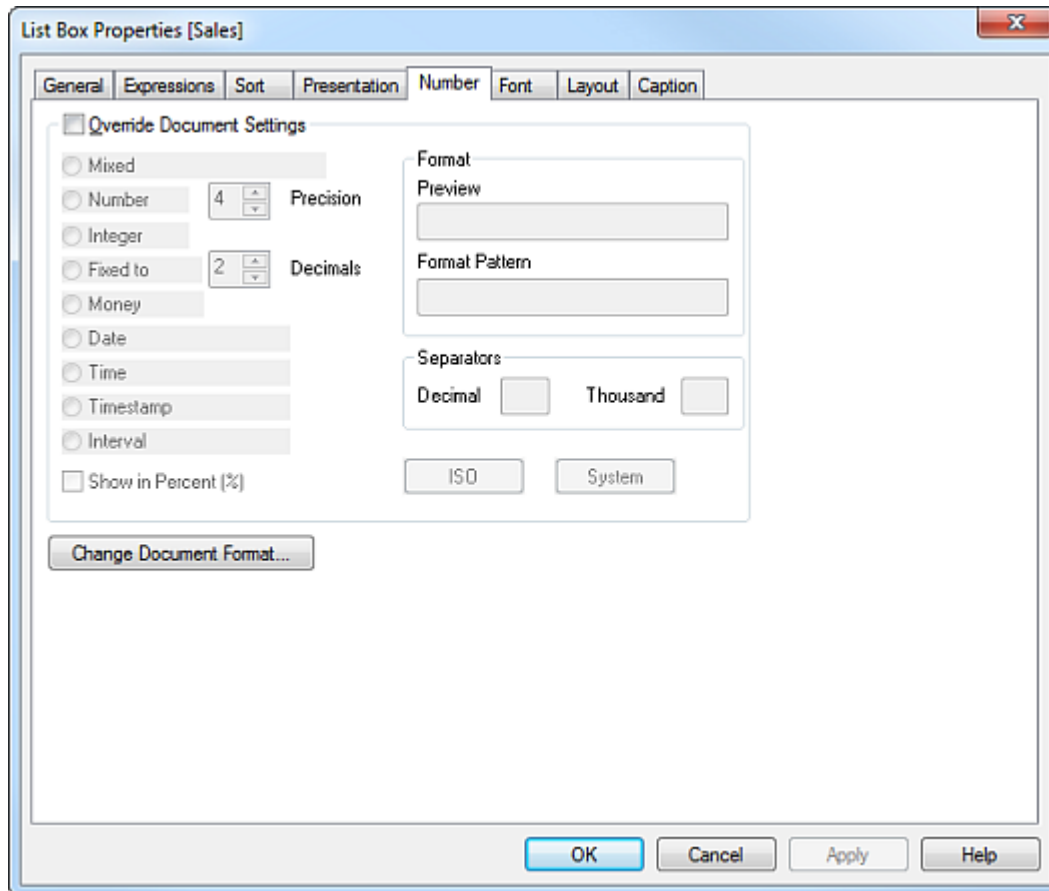 List Box Properties [Sales]
General Expressions Sort Presentation Number Font Layout Caption
Override Document Settings
Mixed
Number 4 Precision
Integer
Fixed to 2 Decimals
Money
Date
Time
Timestamp
Interval
Show in Percent (%)
Format
Preview
Format Pattern
Separators
Decimal Thousand
ISO System
Change Document Format...
OK Cancel Apply Help